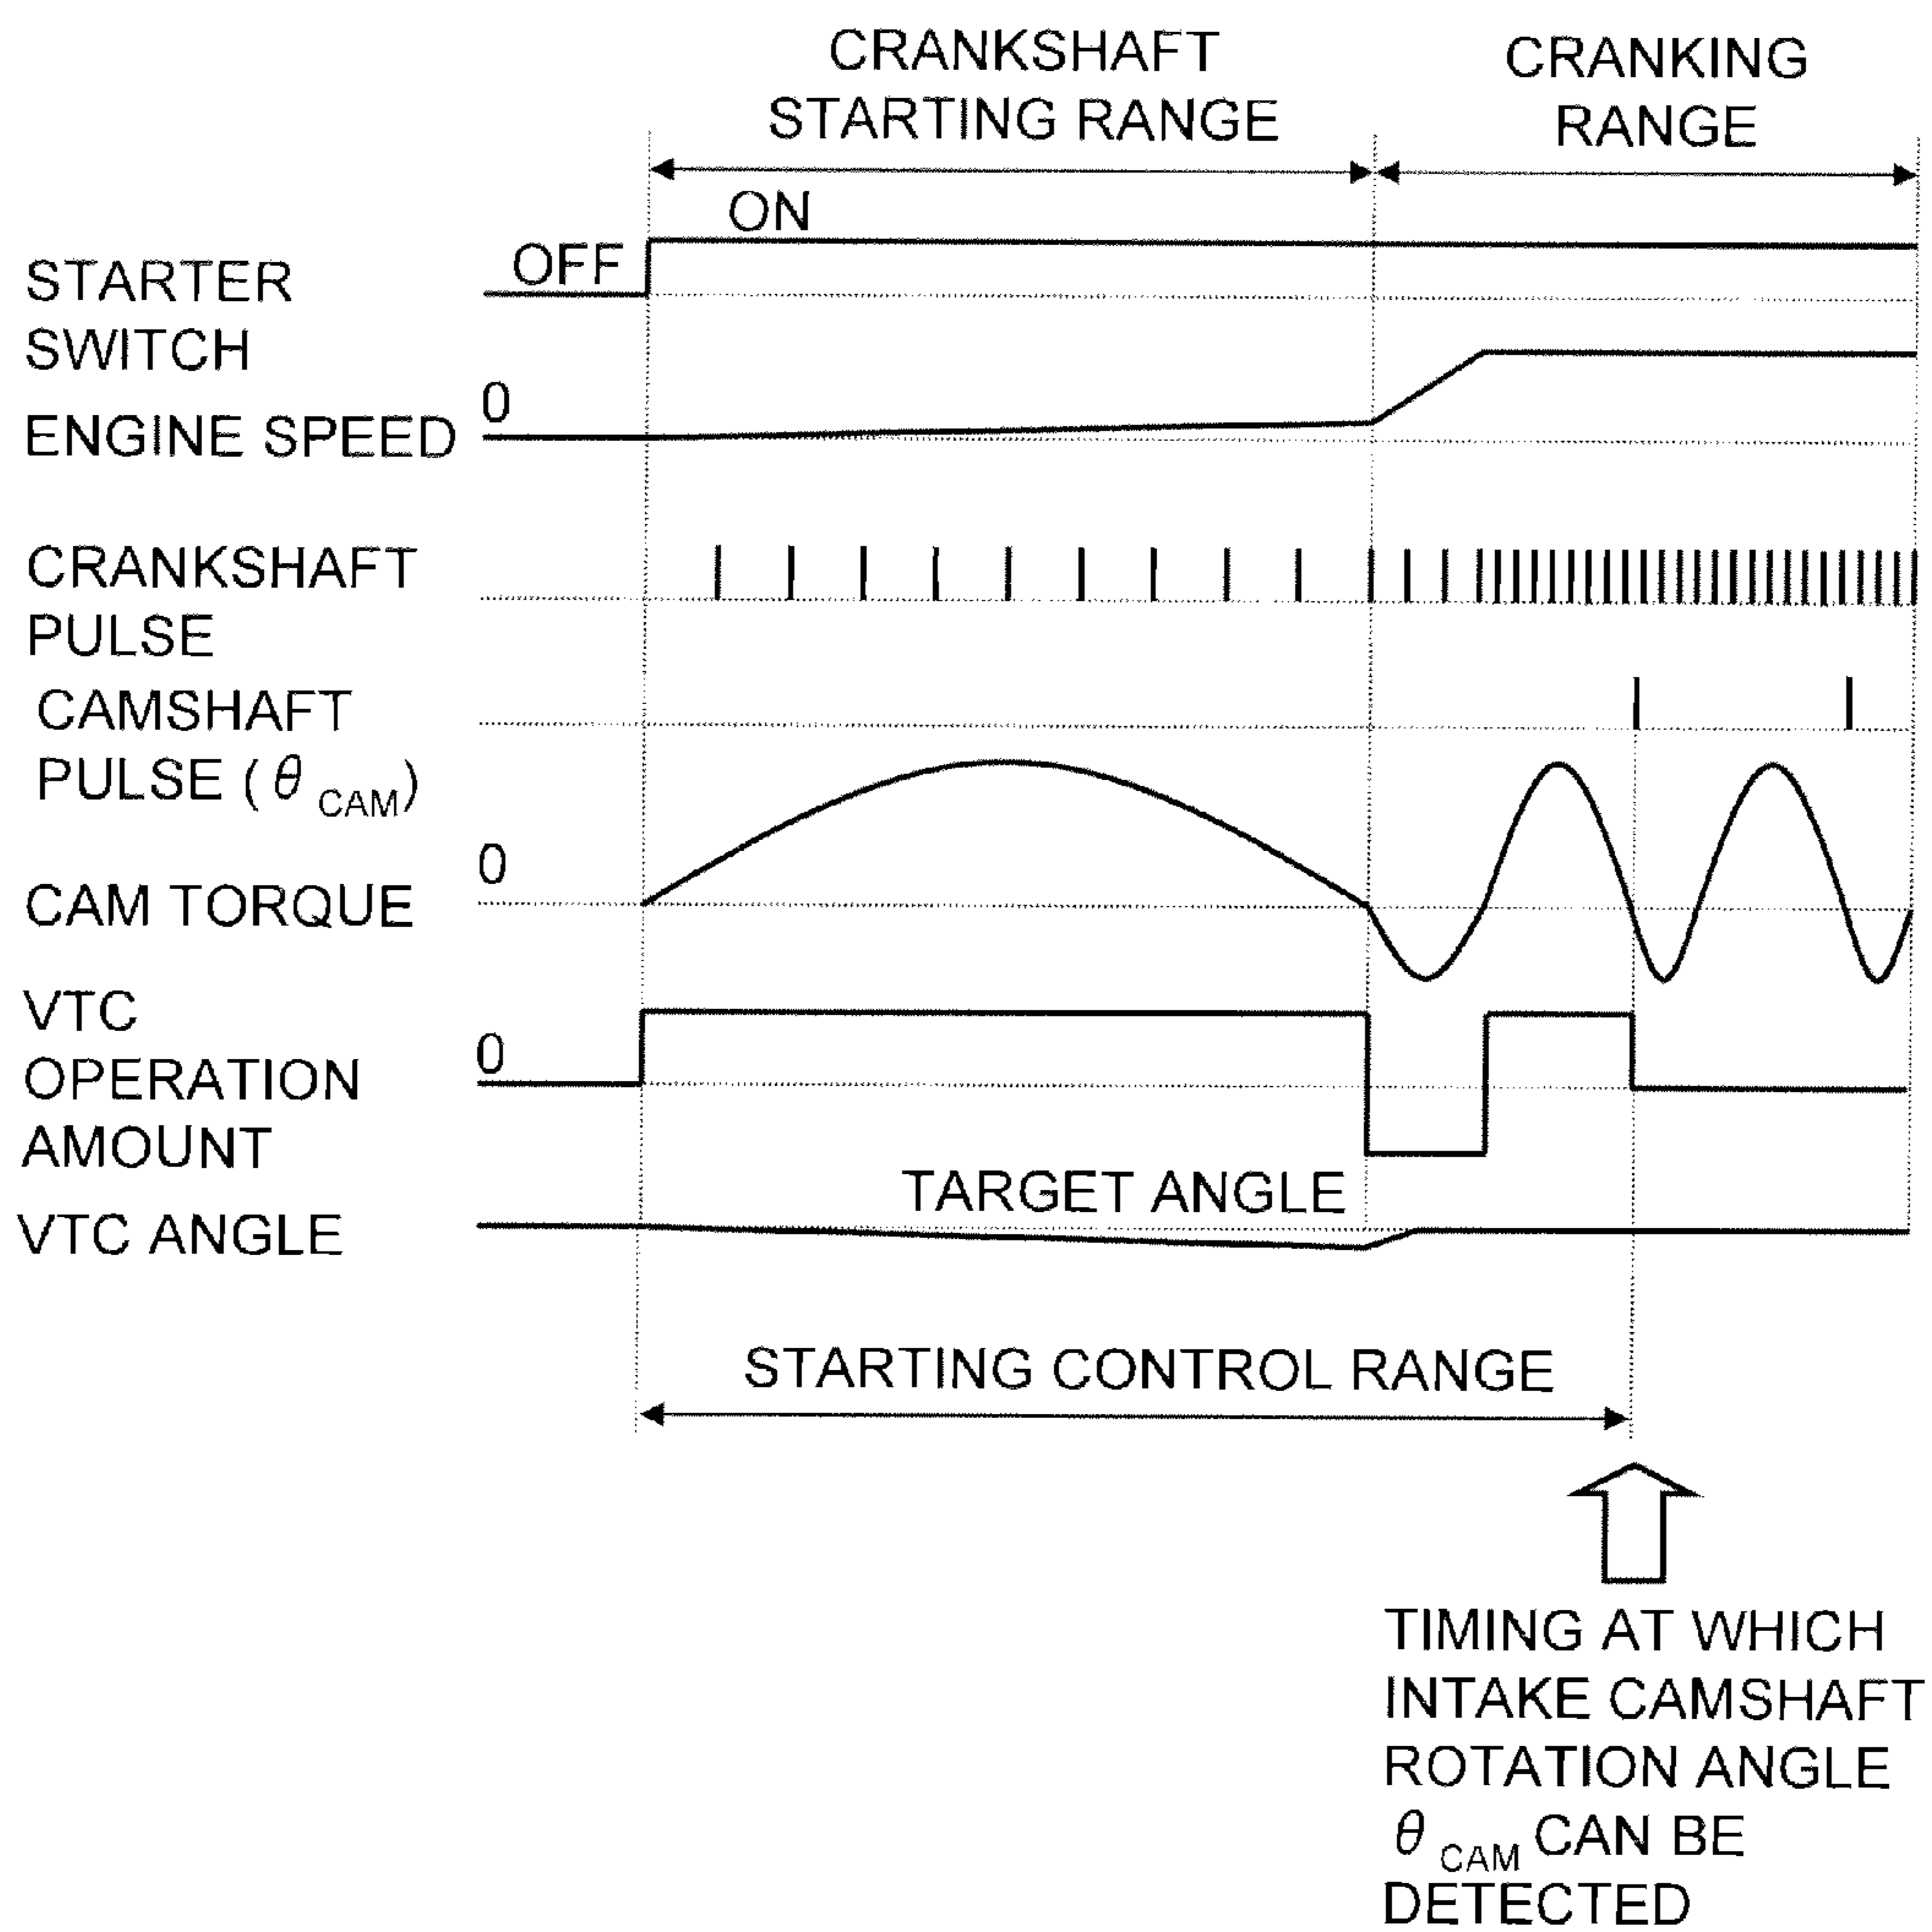 CRANKSHAFT
STARTING RANGE
CRANKING
RANGE
ON
OFF
STARTER
SWITCH
0
ENGINE SPEED
CRANKSHAFT
PULSE
CAMSHAFT
PULSE ( θ CAM)
0
CAM TORQUE
VTC
OPERATION
AMOUNT
0
TARGET ANGLE
VTC ANGLE
STARTING CONTROL RANGE
TIMING AT WHICH
INTAKE CAMSHAFT
ROTATION ANGLE
θ CAM CAN BE
DETECTED